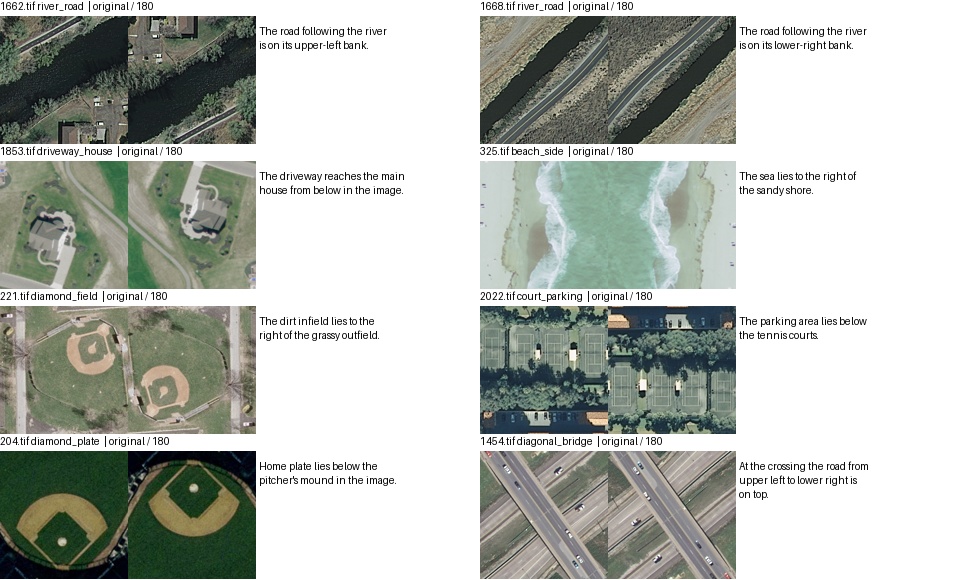 1662.tif river_road | original / 180
The road following the river
is on its upper-left bank.
1668.tif river_road | original / 180
The road following the river
is on its lower-right bank.
1853.tif driveway_house | original / 180
The driveway reaches the main
house from below in the image.
325.tif beach_side | original / 180
The sea lies to the right of
the sandy shore.
221.tif diamond_field | original / 180
The dirt infield lies to the
right of the grassy outfield.
2022.tif court_parking | original / 180
The parking area lies below
the tennis courts.
204.tif diamond_plate | original / 180
Home plate lies below the
pitcher's mound in the image.
1454.tif diagonal_bridge | original / 180
At the crossing the road from
upper left to lower right is
on top.